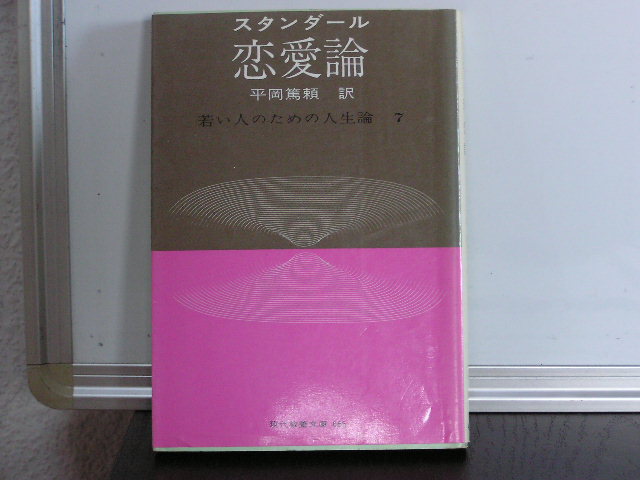 スタンダール
恋愛論
平岡篤頼 訳
若い人のための人生論 7
現代教養文庫